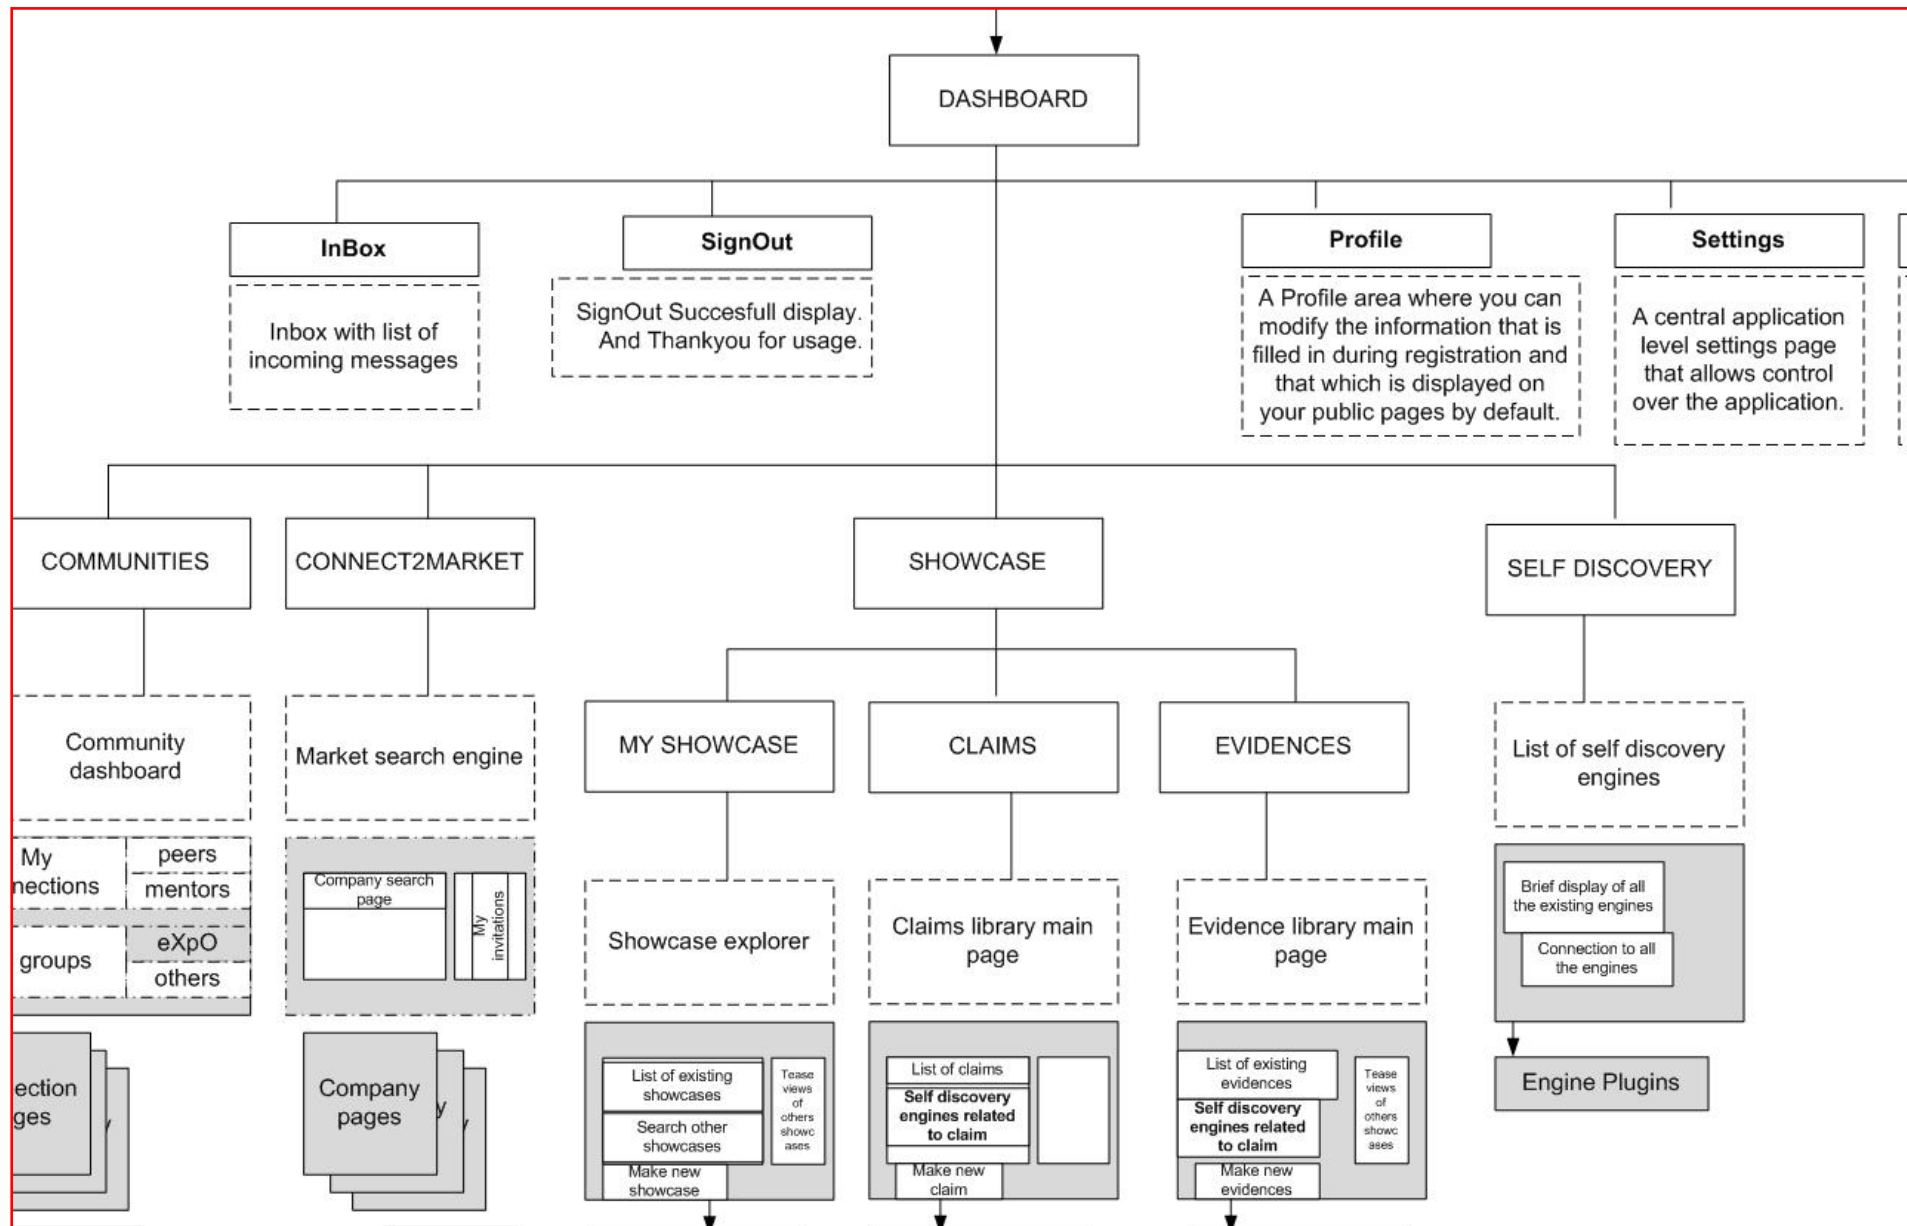 DASHBOARD
InBox
SignOut
Profile
Settings
Inbox with list of
incoming messages
SignOut Succesfull display.
And Thankyou for usage.
A Profile area where you can
modify the information that is
filled in during registration and
that which is displayed on
your public pages by default.
A central application
level settings page
that allows control
over the application.
COMMUNITIES
CONNECT2MARKET
SHOWCASE
SELF DISCOVERY
Community
dashboard
Market search engine
MY SHOWCASE
CLAIMS
EVIDENCES
List of self discovery
engines
My
nections
peers
mentors
groups
eXpO
others
Company search
page
My
invitations
Showcase explorer
Claims library main
page
Evidence library main
page
Brief display of all
the existing engines
Connection to all
the engines
Engine Plugins
ection
ges
y
Company
pages
y
y
List of existing
showcases
Search other
showcases
Make new
showcase
Tease
views
of
others
showc
ases
List of claims
Self discovery
engines related
to claim
Make new
claim
List of existing
evidences
Self discovery
engines related
to claim
Make new
evidences
Tease
views
of
others
showc
ases